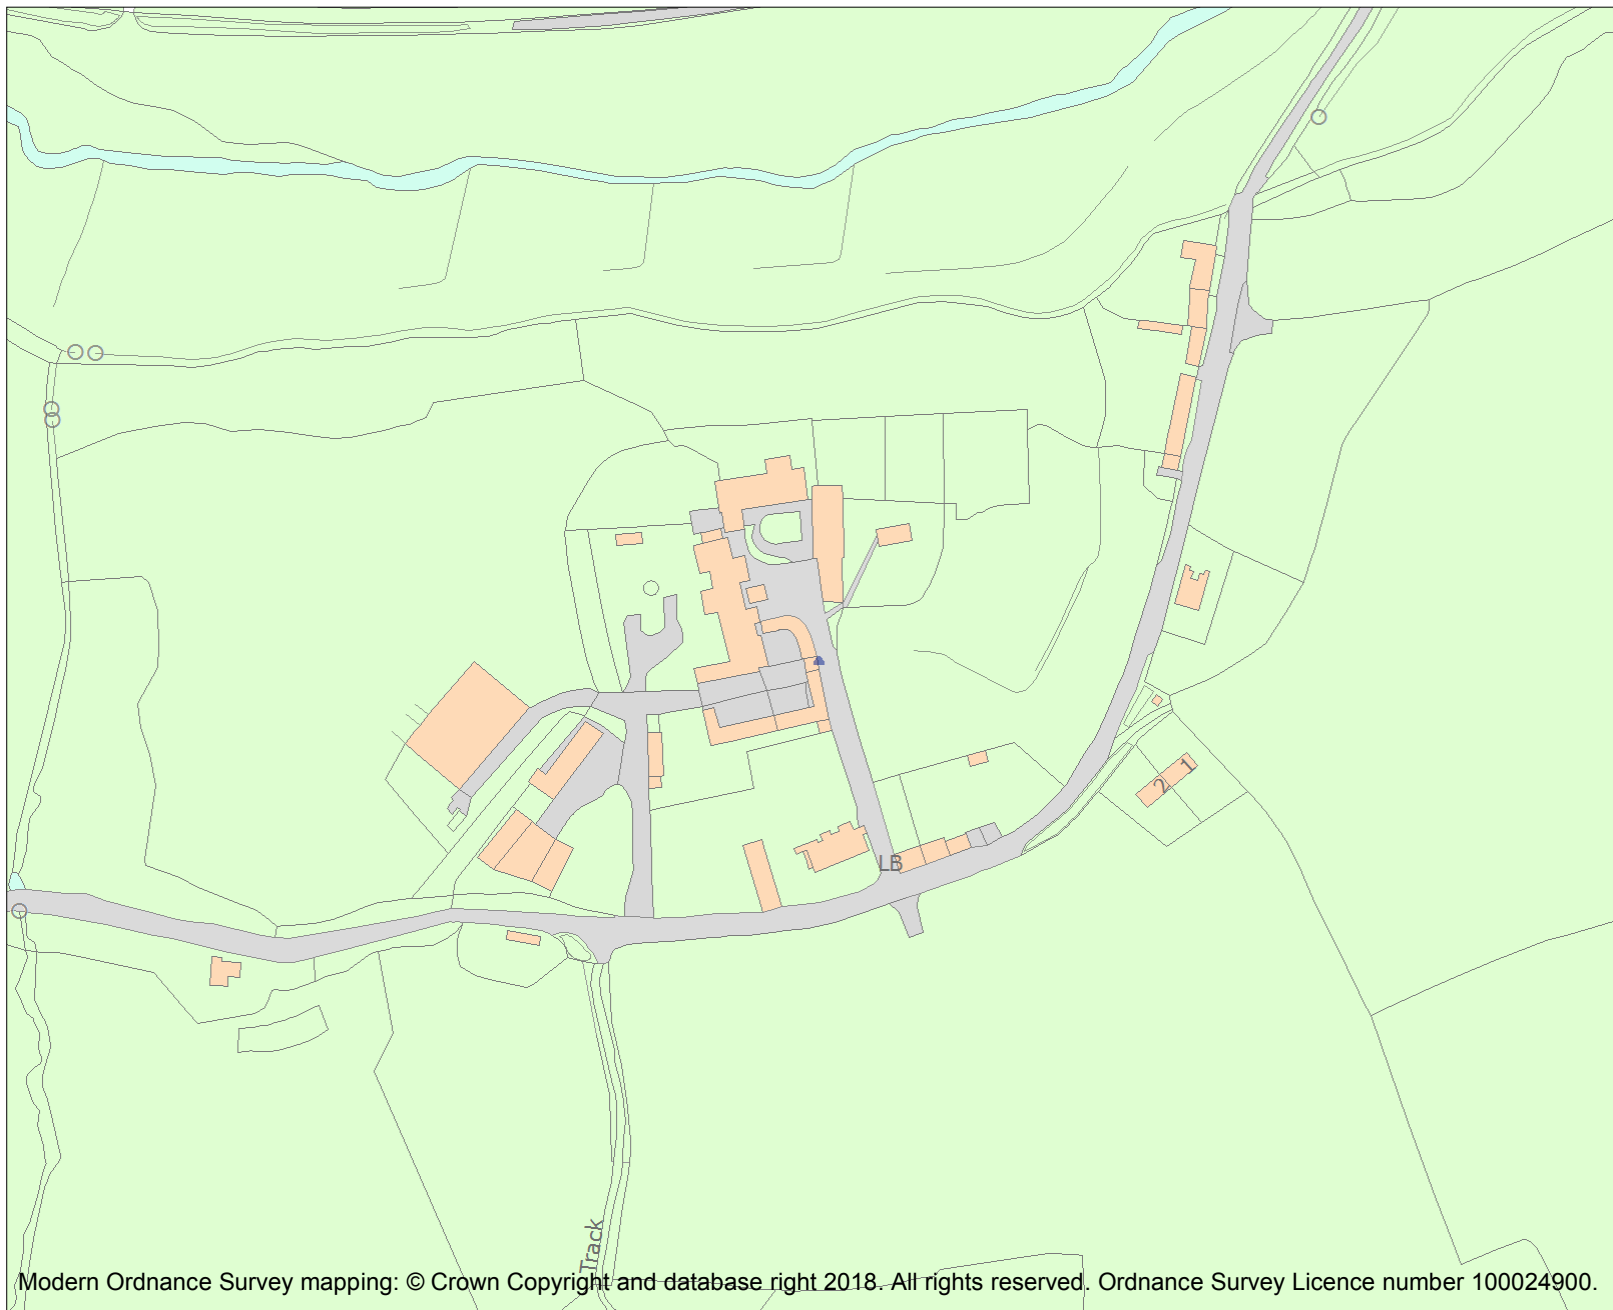 1
2
LB
Track
Modern Ordnance Survey mapping: © Crown Copyright and database right 2018. All rights reserved. Ordnance Survey Licence number 100024900.